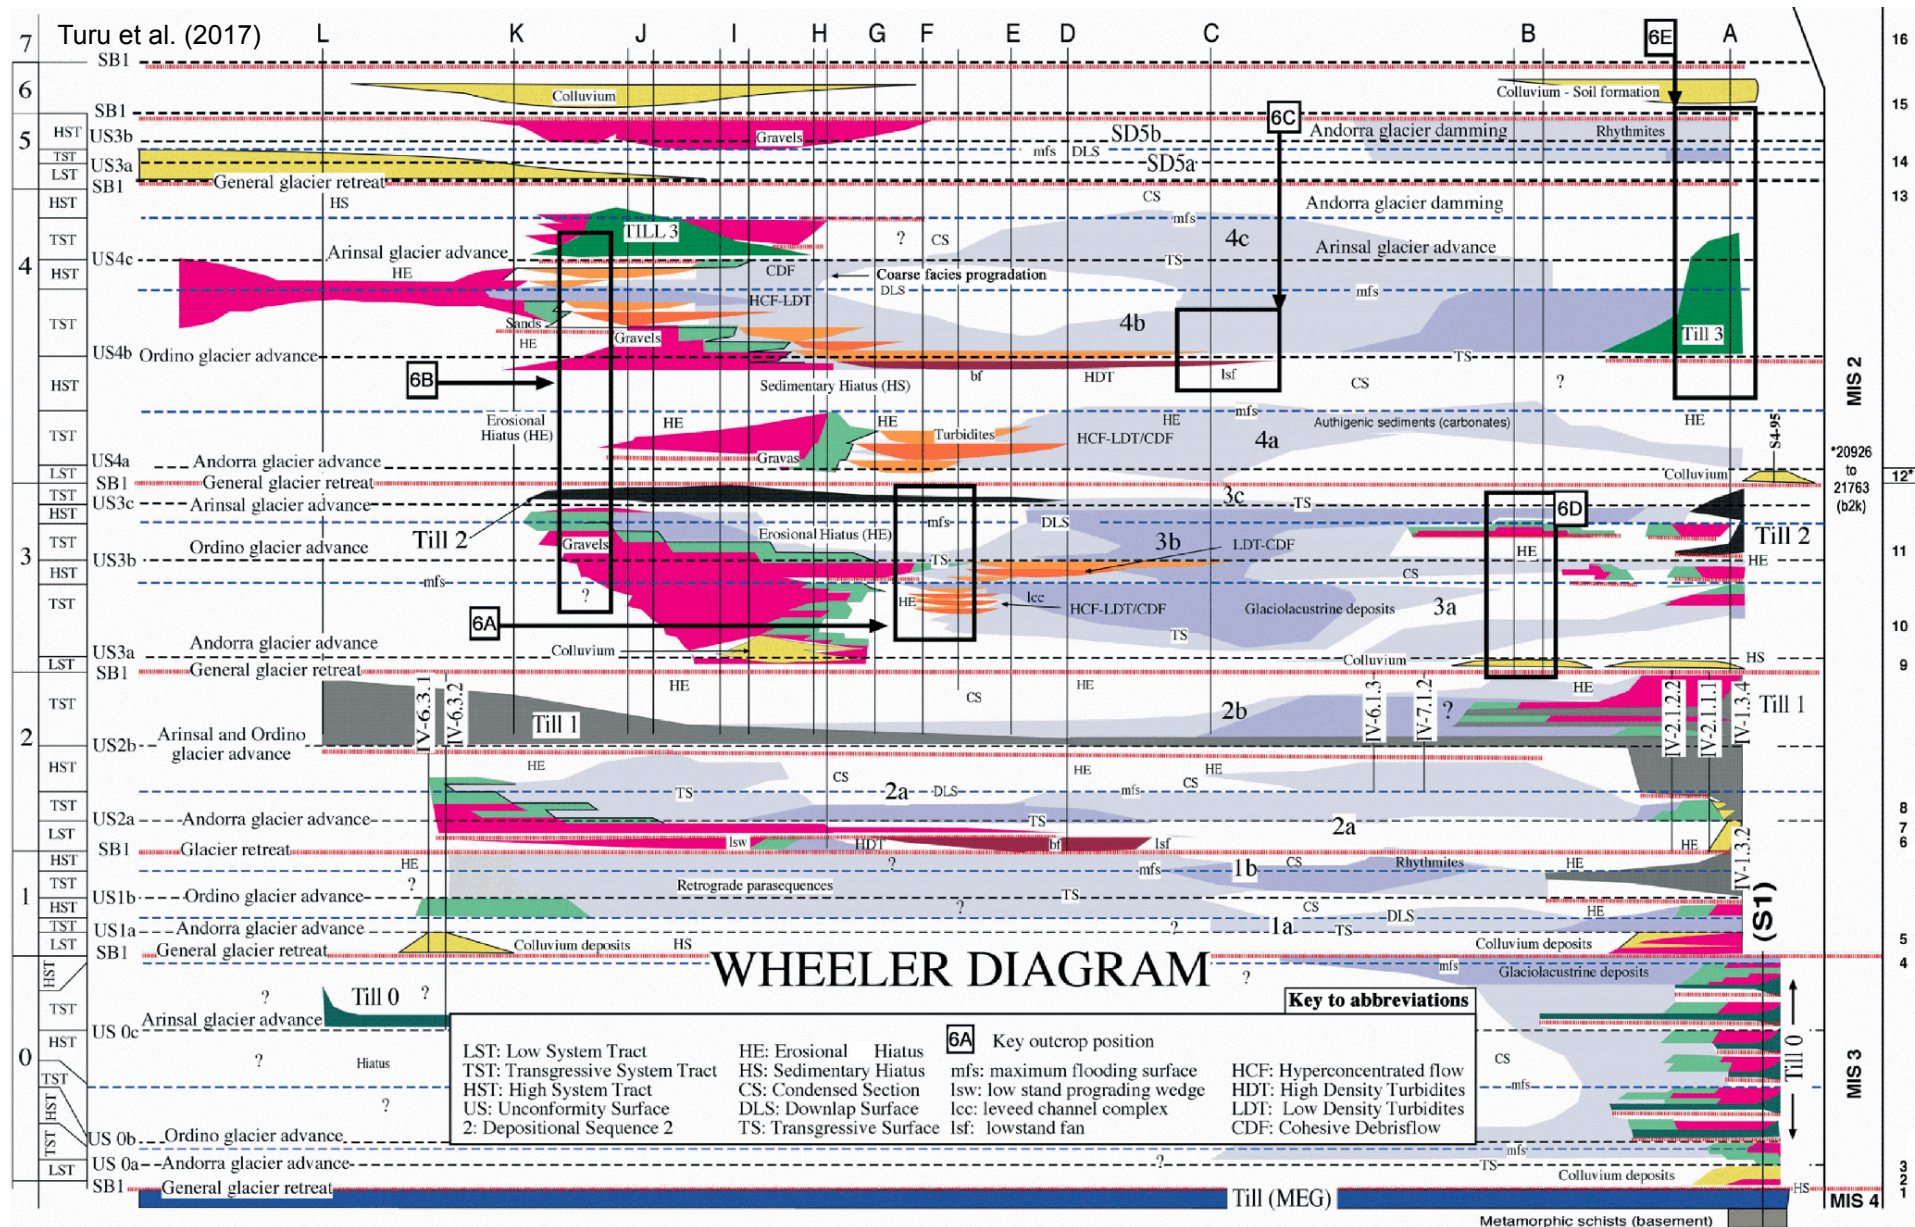 Turu et al. (2017)
L K J I H G F E D C B A
7
SB1
16
6E
6
Colluvium
Colluvium - Soil formation
15
6C
HST
US3b
5
Gravels
SD5b
Andorra glacier damming
Rhythmites
TST
mfs DLS
US3a
SD5a
14
LST
SB1
General glacier retreat
HST
HS
CS
Andorra glacier damming
13
mfs
TILL 3
TST
? CS
4c
Arinsal glacier advance
Arinsal glacier advance
US4c
TS
4
HST
HE
CDF
Coarse facies progradation
DLS
mfs
HCF-LDT
TST
Sands
4b
HE
Gravels
Till 3
US4b
Ordino glacier advance
TS
MIS 2
6B
HST
Sedimentary Hiatus (HS)
bf
HDT
lsf
CS
?
Erosional
Hiatus (HE)
HE
HE
HE
mfs
Authigenic sediments (carbonates)
HE
S4-95
TST
Turbidites
HCF-LDT/CDF
4a
US4a
Andorra glacier advance
Gravas
*20926
to
21763
(b2k)
LST
Colluvium
12*
SB1
General glacier retreat
TST
3c
TS
US3c
Arinsal glacier advance
6D
HST
mfs
DLS
Till 2
Erosional Hiatus (HE)
Till 2
TST
Ordino glacier advance
Gravels
3b
LDT-CDF
HE
11
3
US3b
TS
HE
HST
CS
mfs
?
HE
lcc
HCF-LDT/CDF
Glaciolacustrine deposits
3a
TST
6A
TS
10
US3a
Andorra glacier advance
Colluvium
Colluvium
HS
LST
9
SB1
General glacier retreat
IV-6.3.1
IV-6.3.2
HE
CS
HE
IV-6.1.3
IV-7.1.2
HE
IV-2.1.2.2
IV-2.1.1.1
IV-1.3.4
TST
Till 1
2b
?
Till 1
2
US2b
Arinsal and Ordino
glacier advance
HST
HE
CS
HE
HE
CS
TS
2a
DLS
mfs
TST
8
US2a
Andorra glacier advance
TS
2a
7
LST
lsw
HDT
bf
lsf
HE
6
SB1
Glacier retreat
IV-1.3.2
HST
HE
?
mfs
1b
CS
Rhythmites
HE
TST
?
Retrograde parasequences
1
US1b
Ordino glacier advance
TS
HST
?
CS
DLS
HE
TST
US1a
Andorra glacier advance
?
1a
TS
(S1)
LST
Colluvium deposits
HS
Colluvium deposits
5
SB1
General glacier retreat
WHEELER DIAGRAM
4
HST
?
mfs
Glaciolacustrine deposits
?
Till 0
?
Key to abbreviations
TST
Arinsal glacier advance
US 0c
HST
?
Hiatus
CS
Till 0
0
MIS 3
TST
mfs
HST
?
LST: Low System Tract
TST: Transgressive System Tract
HST: High System Tract
US: Unconformity Surface
2: Depositional Sequence 2
HE: Erosional Hiatus
HS: Sedimentary Hiatus
CS: Condensed Section
DLS: Downlap Surface
TS: Transgressive Surface
6A Key outcrop position
mfs: maximum flooding surface
lsw: low stand prograding wedge
lcc: leveed channel complex
lsf: lowstand fan
HCF: Hyperconcentrated flow
HDT: High Density Turbidites
LDT: Low Density Turbidites
CDF: Cohesive Debrisflow
TST
US 0b
Ordino glacier advance
mfs
US 0a
Andorra glacier advance
?
TS
3
LST
Colluvium deposits
2
SB1
General glacier retreat
HS
1
Till (MEG)
MIS 4
Metamorphic schists (basement)